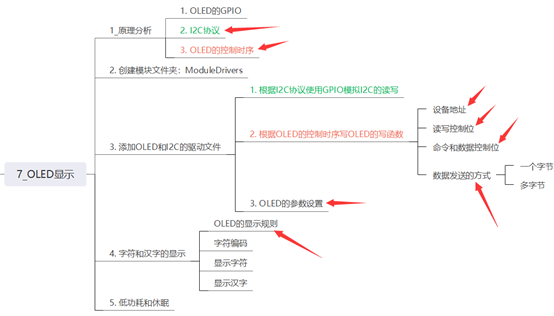 7_OLED显示
1_原理分析
1. OLED的GPIO
2. I2C协议
3. OLED的控制时序
2. 创建模块文件夹：ModuleDrivers
3. 添加OLED和I2C的驱动文件
1. 根据I2C协议使用GPIO模拟I2C的读写
2. 根据OLED的控制时序写OLED的写函数
设备地址
读写控制位
命令和数据控制位
数据发送的方式
一个字节
多字节
3. OLED的参数设置
4. 字符和汉字的显示
OLED的显示规则
字符编码
显示字符
显示汉字
5. 低功耗和休眠